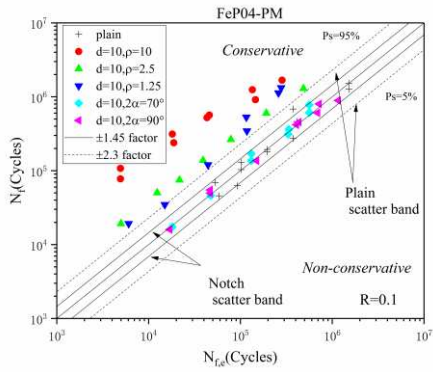 FeP04-PM
plain
d=10,ρ=10
d=10,ρ=2.5
d=10,ρ=1.25
d=10,2α=70°
d=10,2α=90°
±1.45 factor
±2.3 factor
Conservative
Ps=95%
Ps=5%
Plain
scatter band
Notch
scatter band
Non-conservative
R=0.1
10⁷
10⁶
10⁵
10⁴
10³
10³ 10⁴ 10⁵ 10⁶ 10⁷
N_f(Cycles)
N_f,e(Cycles)